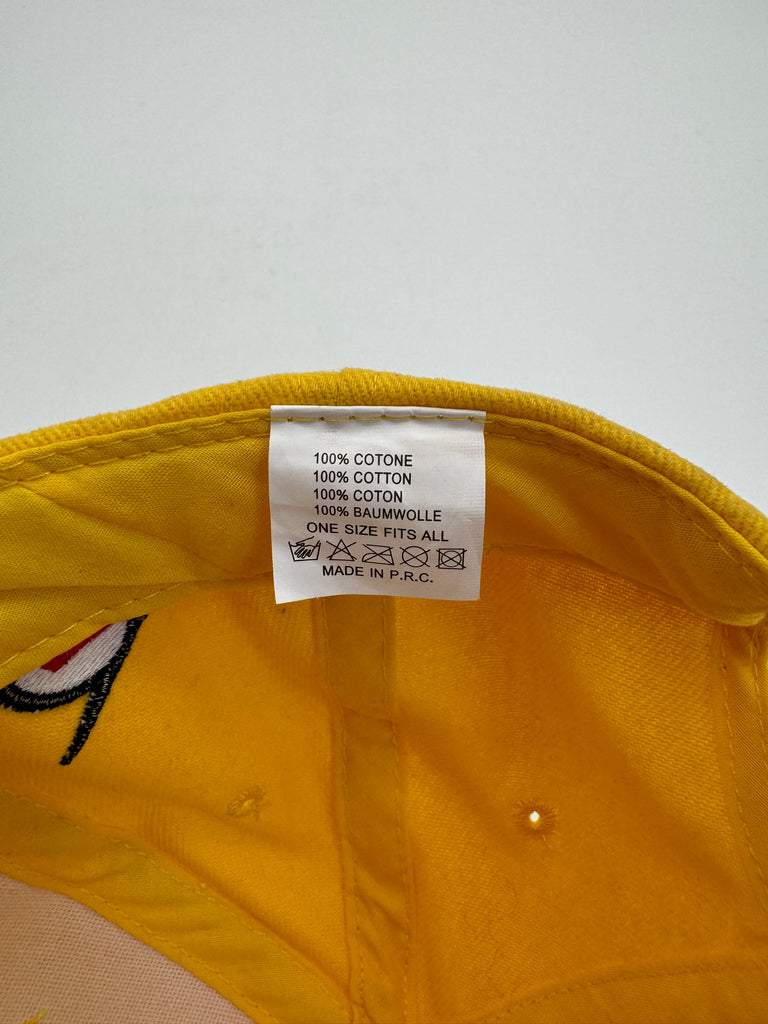 100% COTONE
100% COTTON
100% COTON
100% BAUMWOLLE
ONE SIZE FITS ALL
MADE IN P.R.C.